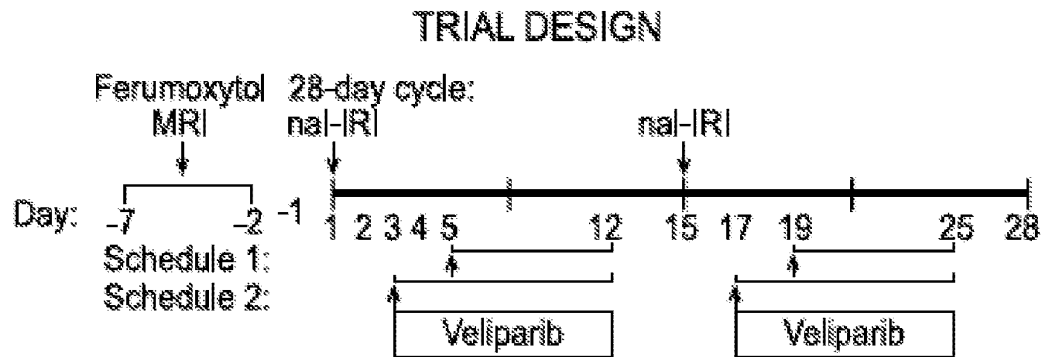 TRIAL DESIGN
Ferumoxytol 28-day cycle:
MRI nal-IRI nal-IRI
Day: -7 -2 -1 1 2 3 4 5 12 15 17 19 25 28
Schedule 1:
Schedule 2:
Veliparib Veliparib